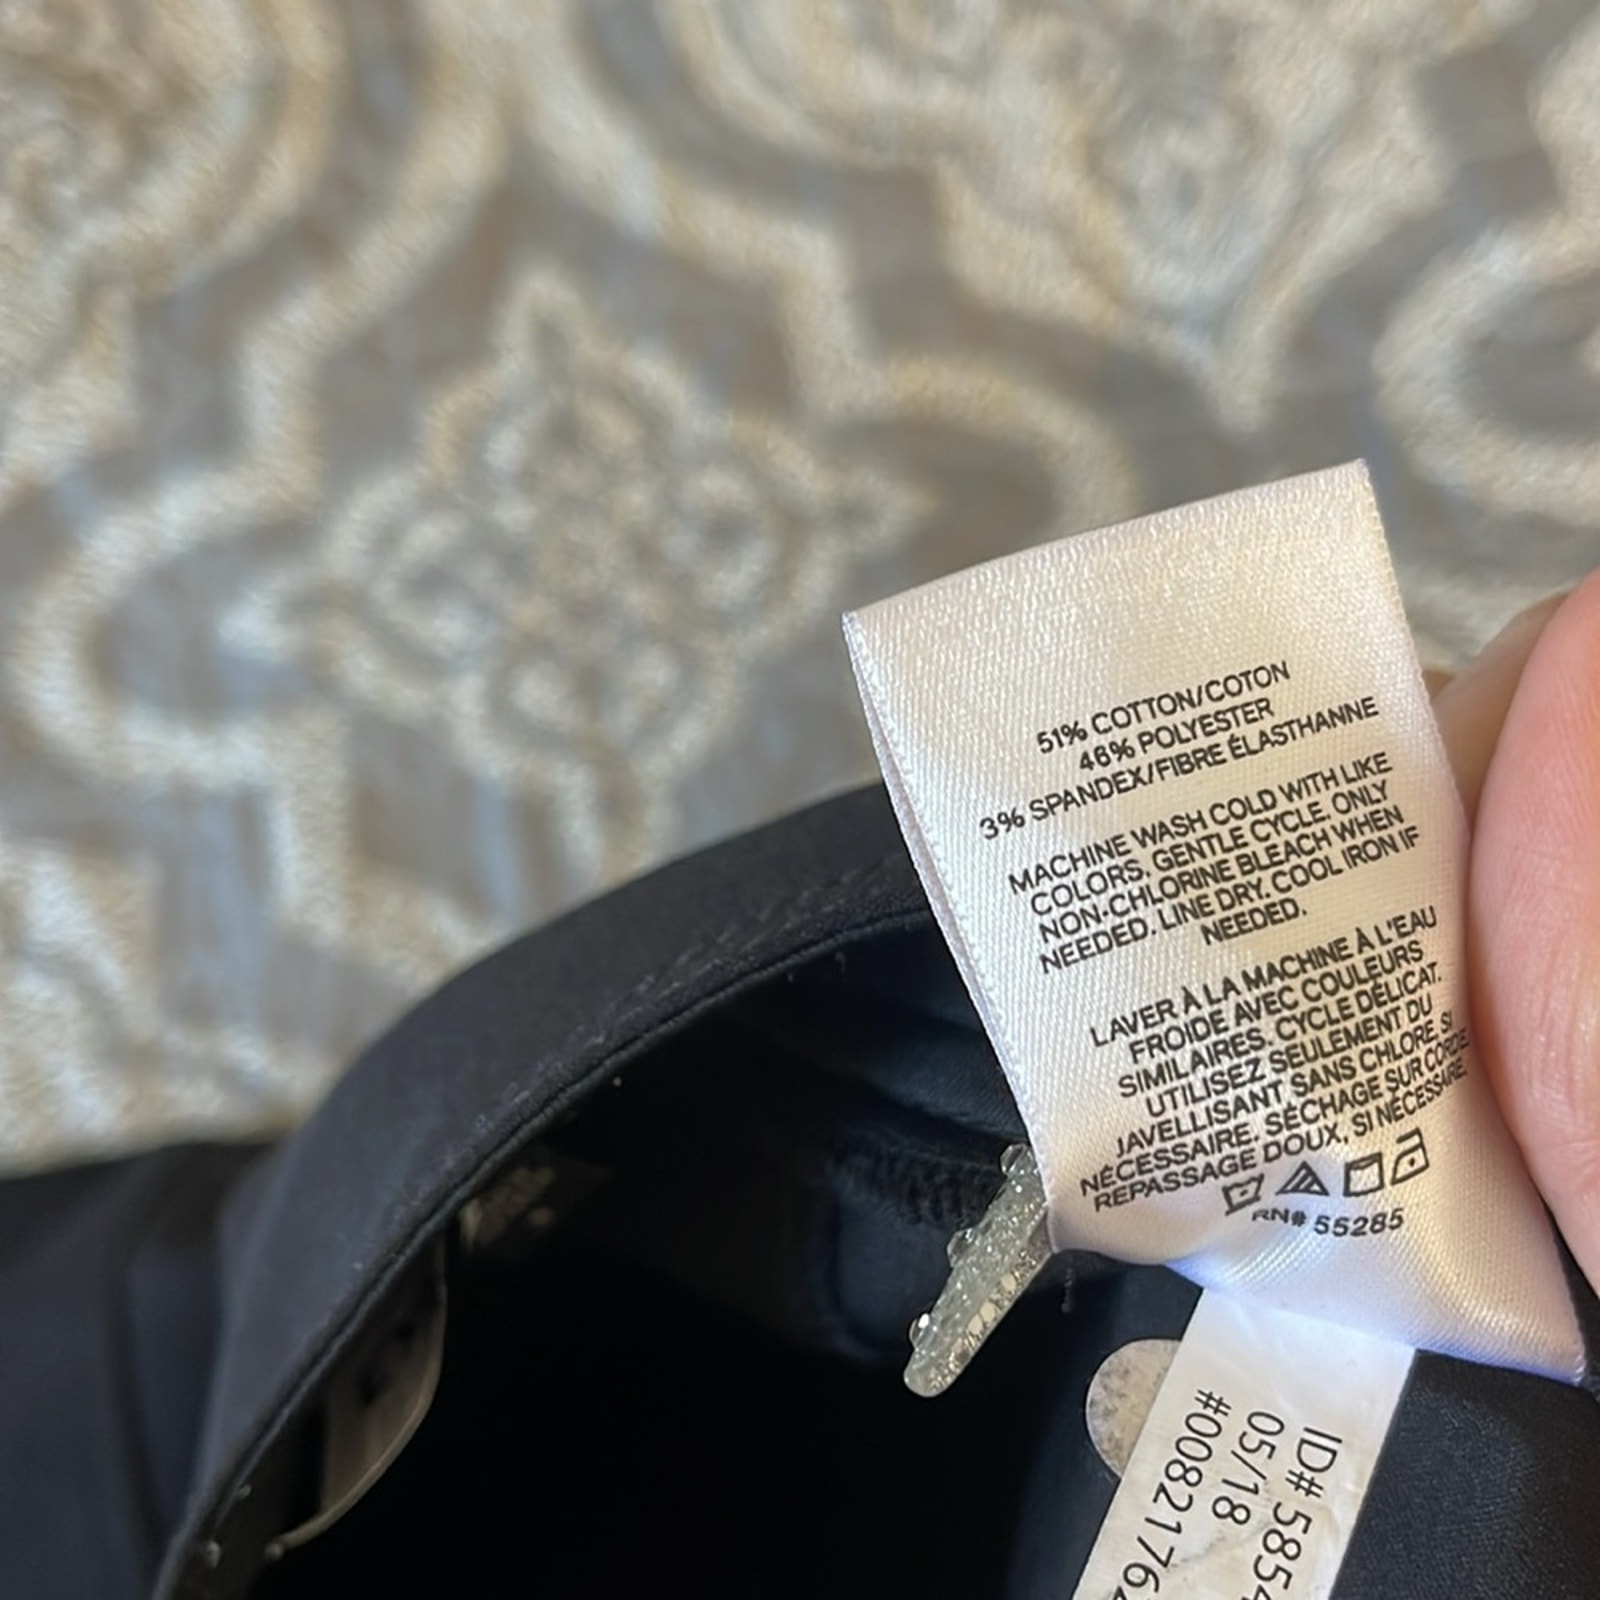 51% COTTON/COTON
46% POLYESTER
3% SPANDEX/FIBRE ÉLASTHANNE
MACHINE WASH COLD WITH LIKE
COLORS, GENTLE CYCLE. ONLY
NON-CHLORINE BLEACH WHEN
NEEDED. LINE DRY. COOL IRON IF
NEEDED.
LAVER À LA MACHINE À L'EAU
FROIDE AVEC COULEURS
SIMILAIRES. CYCLE DÉLICAT.
UTILISEZ SEULEMENT DU
JAVELLISANT SANS CHLORE, SI
NÉCESSAIRE. SÉCHAGE SUR CORDE
REPASSAGE DOUX, SI NÉCESSAIRE.
RN# 55285
ID# 5854
05/18
#0082176